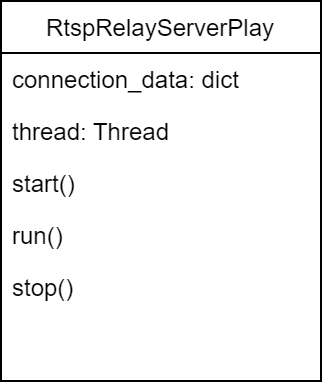 RtspRelayServerPlay
connection_data: dict
thread: Thread
start()
run()
stop()